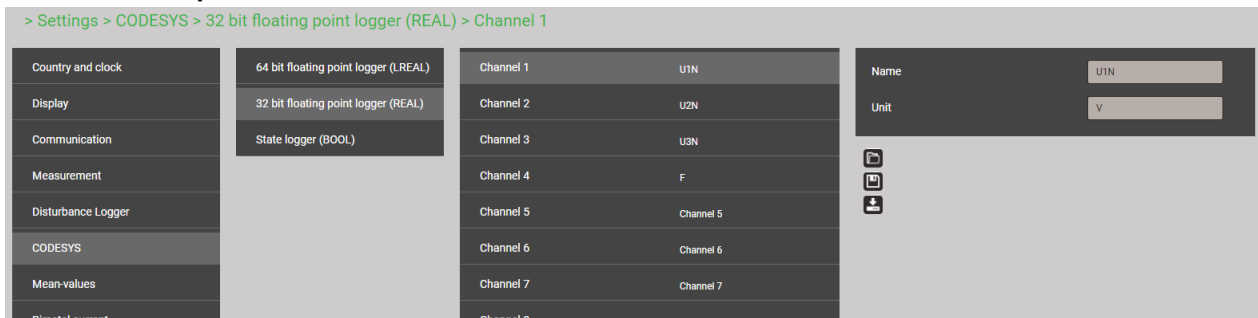 > Settings > CODESYS > 32 bit floating point logger (REAL) > Channel 1
Country and clock
Display
Communication
Measurement
Disturbance Logger
CODESYS
Mean-values
64 bit floating point logger (LREAL)
32 bit floating point logger (REAL)
State logger (BOOL)
Channel 1 U1N
Channel 2 U2N
Channel 3 U3N
Channel 4 F
Channel 5 Channel 5
Channel 6 Channel 6
Channel 7 Channel 7
Name U1N
Unit V